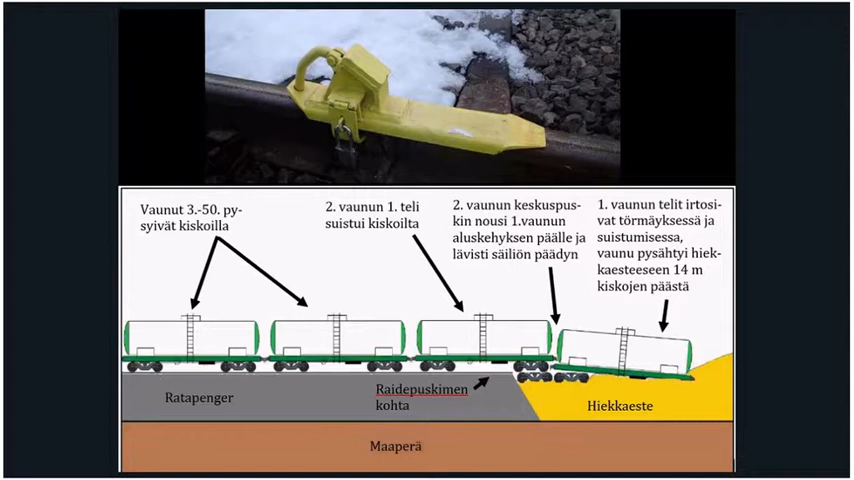 Vaunut 3.-50. py-
syivät kiskoilla
2. vaunun 1. teli
suistui kiskoilta
2. vaunun keskuspus-
kin nousi 1.vaunun
aluskehyksen päälle ja
lävisti säiliön päädyn
1. vaunun telit irtosi-
vat törmäyksessä ja
suistumisessa,
vaunu pysähtyi hiek-
kaesteeseen 14 m
kiskojen päästä
Ratapenger
Raidepuskimen
kohta
Hiekkaeste
Maaperä